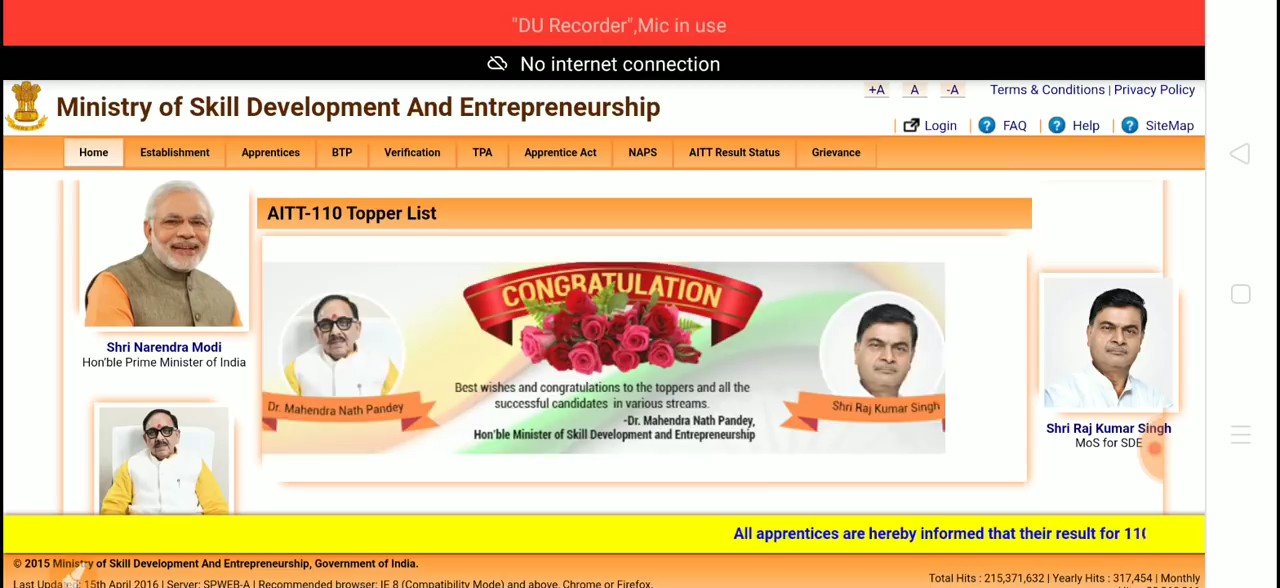 "DU Recorder",Mic in use
No internet connection
Ministry of Skill Development And Entrepreneurship
+A A -A Terms & Conditions | Privacy Policy
Login | FAQ | Help | SiteMap
Home Establishment Apprentices BTP Verification TPA Apprentice Act NAPS AITT Result Status Grievance
AITT-110 Topper List
CONGRATULATION
Best wishes and congratulations to the toppers and all the
successful candidates in various streams.
-Dr. Mahendra Nath Pandey,
Hon'ble Minister of Skill Development and Entrepreneurship
Dr. Mahendra Nath Pandey
Shri Raj Kumar Singh
Shri Narendra Modi
Hon'ble Prime Minister of India
Shri Raj Kumar Singh
MoS for SDE
All apprentices are hereby informed that their result for 110
© 2015 Ministry of Skill Development And Entrepreneurship, Government of India.
Last Updated: 15th April 2016 | Server: SPWEB-A | Recommended browser: IE 8 (Compatibility Mode) and above, Chrome or Firefox.
Total Hits : 215,371,632 | Yearly Hits : 317,454 | Monthly